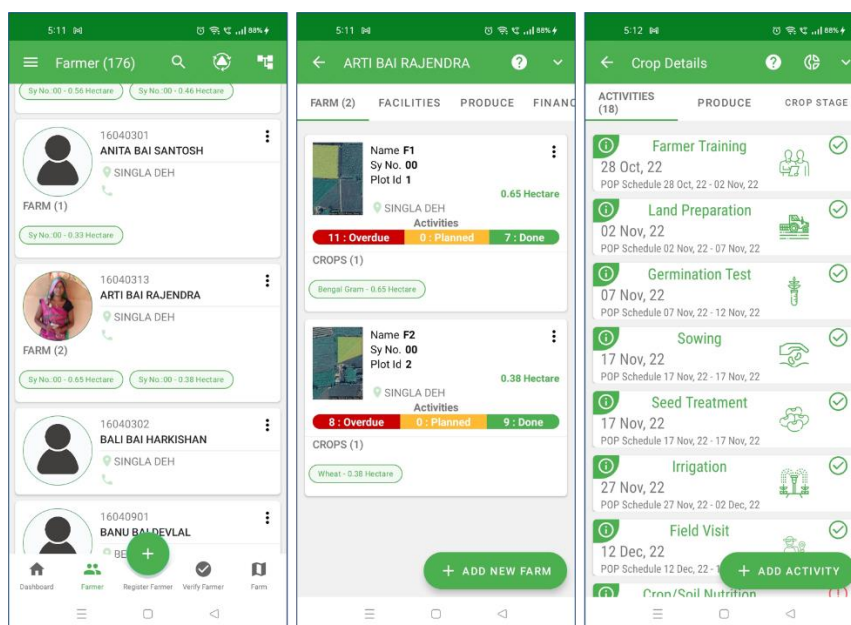 5:11
88%
Farmer (176)
Sy No.:00 - 0.56 Hectare
Sy No.:00 - 0.46 Hectare
16040301
ANITA BAI SANTOSH
SINGLA DEH
FARM (1)
Sy No.:00 - 0.33 Hectare
16040313
ARTI BAI RAJENDRA
SINGLA DEH
FARM (2)
Sy No.:00 - 0.65 Hectare
Sy No.:00 - 0.38 Hectare
16040302
BALI BAI HARKISHAN
SINGLA DEH
16040901
BANU BAI DEVLAL
BE
Dashboard
Farmer
Register Farmer
Verify Farmer
Farm
5:11
88%
ARTI BAI RAJENDRA
FARM (2) FACILITIES PRODUCE FINANC
Name F1
Sy No. 00
Plot Id 1
0.65 Hectare
SINGLA DEH
Activities
11 : Overdue 0 : Planned 7 : Done
CROPS (1)
Bengal Gram - 0.65 Hectare
Name F2
Sy No. 00
Plot Id 2
0.38 Hectare
SINGLA DEH
Activities
8 : Overdue 0 : Planned 9 : Done
CROPS (1)
Wheat - 0.38 Hectare
+ ADD NEW FARM
5:12
88%
Crop Details
ACTIVITIES
(18)
PRODUCE
CROP STAGE
Farmer Training
28 Oct, 22
POP Schedule 28 Oct, 22 - 02 Nov, 22
Land Preparation
02 Nov, 22
POP Schedule 02 Nov, 22 - 07 Nov, 22
Germination Test
07 Nov, 22
POP Schedule 07 Nov, 22 - 12 Nov, 22
Sowing
17 Nov, 22
POP Schedule 17 Nov, 22 - 17 Nov, 22
Seed Treatment
17 Nov, 22
POP Schedule 17 Nov, 22 - 17 Nov, 22
Irrigation
27 Nov, 22
POP Schedule 27 Nov, 22 - 02 Dec, 22
Field Visit
12 Dec, 22
POP Schedule 12 Dec, 22 - 1
+ ADD ACTIVITY
Crop/Soil Nutrition